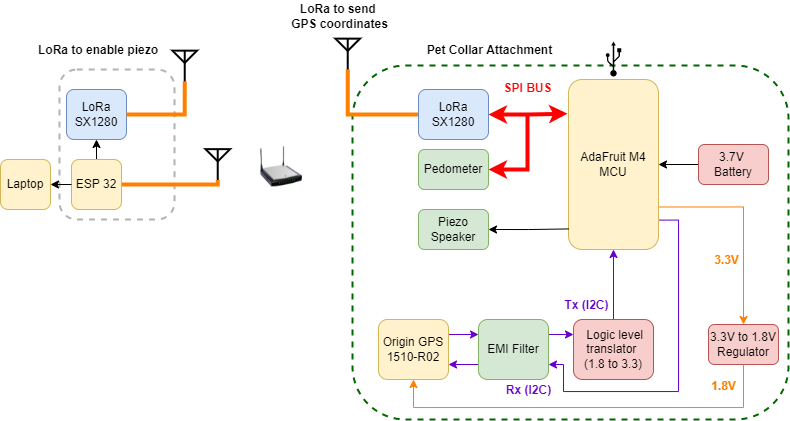 LoRa to enable piezo
LoRa
SX1280
Laptop
ESP 32
LoRa to send
GPS coordinates
Pet Collar Attachment
LoRa
SX1280
SPI BUS
Pedometer
Piezo
Speaker
AdaFruit M4
MCU
3.7V
Battery
3.3V
Tx (I2C)
Origin GPS
1510-R02
EMI Filter
Logic level
translator
(1.8 to 3.3)
3.3V to 1.8V
Regulator
Rx (I2C)
1.8V